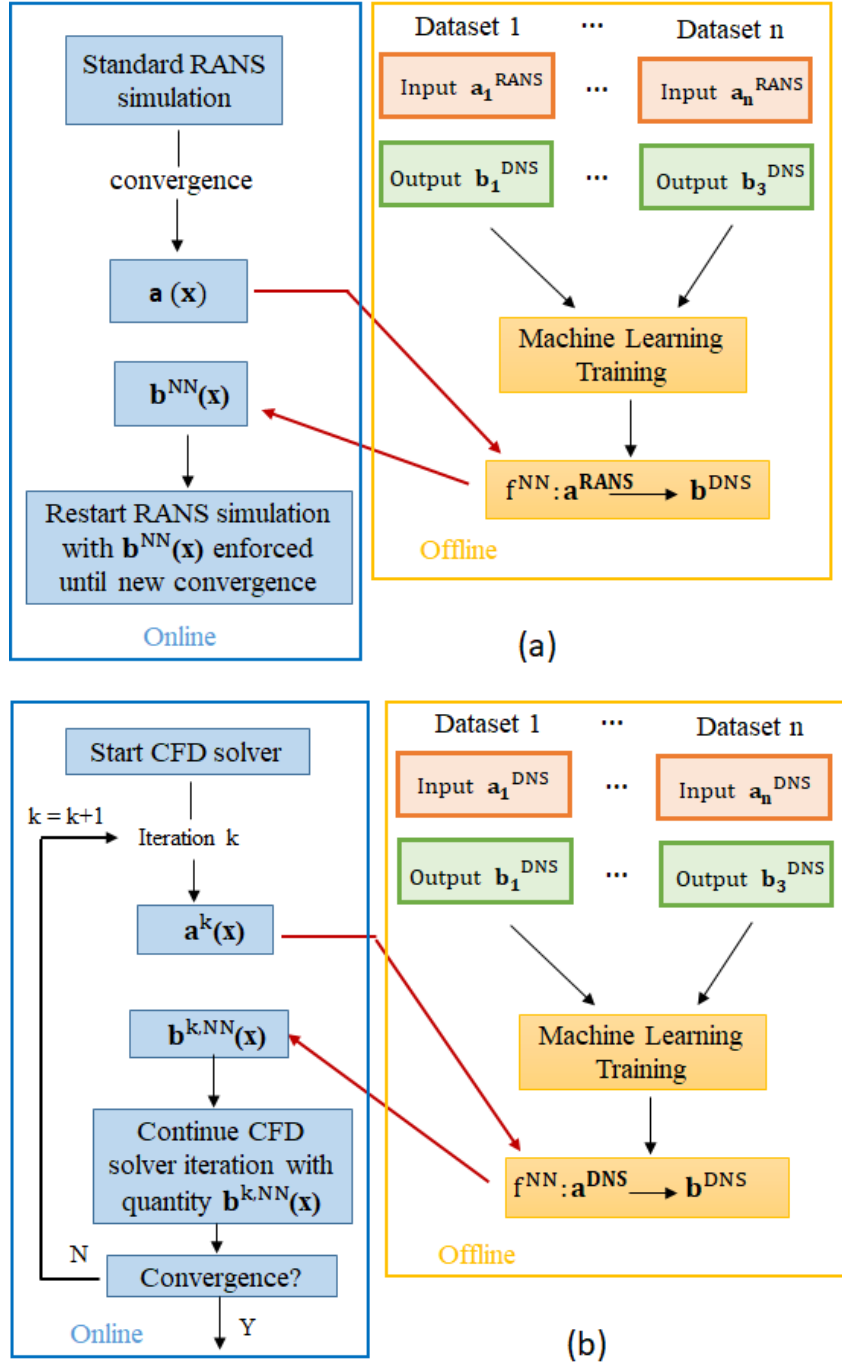 Standard RANS
simulation
convergence
a (x)
b^NN(x)
Restart RANS simulation
with b^NN(x) enforced
until new convergence
Online
Dataset 1 ... Dataset n
Input a_1^RANS ... Input a_n^RANS
Output b_1^DNS ... Output b_3^DNS
Machine Learning
Training
f^NN: a^RANS → b^DNS
Offline
(a)
Start CFD solver
k = k+1
Iteration k
a^k(x)
b^k,NN(x)
Continue CFD
solver iteration with
quantity b^k,NN(x)
N
Convergence?
Y
Online
Dataset 1 ... Dataset n
Input a_1^DNS ... Input a_n^DNS
Output b_1^DNS ... Output b_3^DNS
Machine Learning
Training
f^NN: a^DNS → b^DNS
Offline
(b)